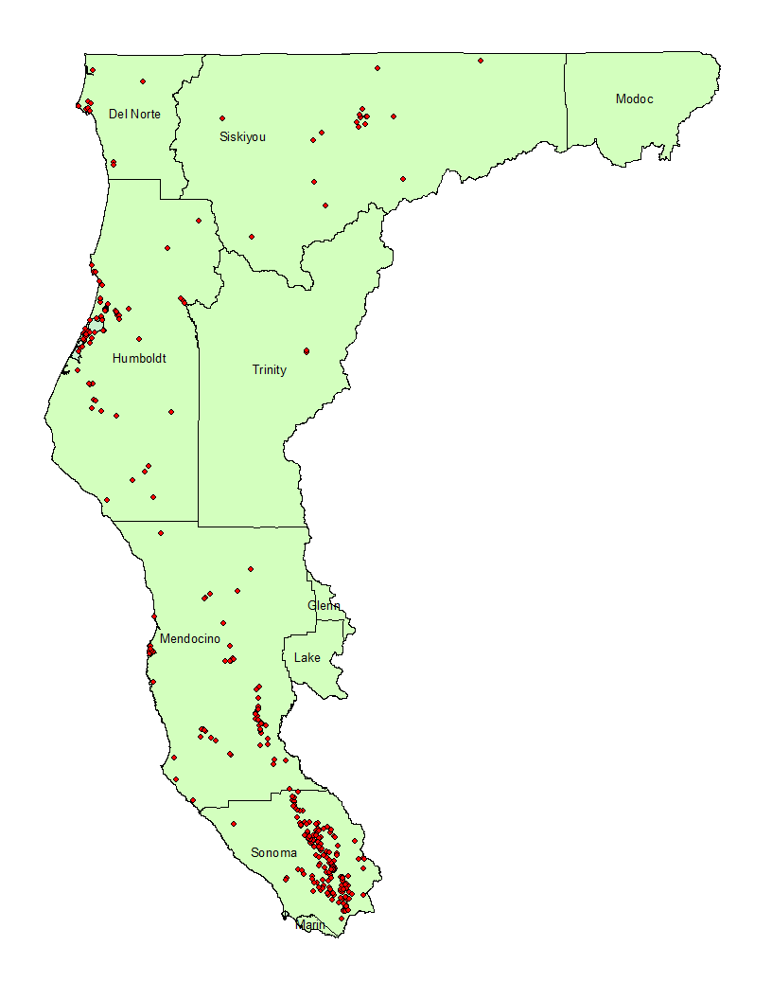 Modoc
Del Norte
Siskiyou
Humboldt
Trinity
Glenn
Mendocino
Lake
Sonoma
Marin